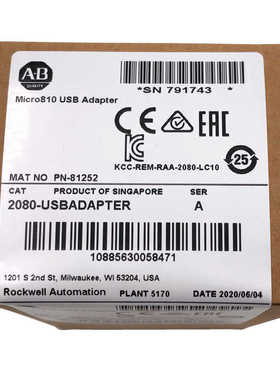 *SN 791743 *
A-B
QUALITY
Micro810 USB Adapter
CE EAC
KCC-REM-RAA-2080-LC10
25
MAT NO PN-81252
CAT PRODUCT OF SINGAPORE SER
2080-USBADAPTER A
10885630058471
1201 S 2nd St, Milwaukee, WI 53204, USA
Rockwell Automation PLANT 5170 DATE 2020/06/04